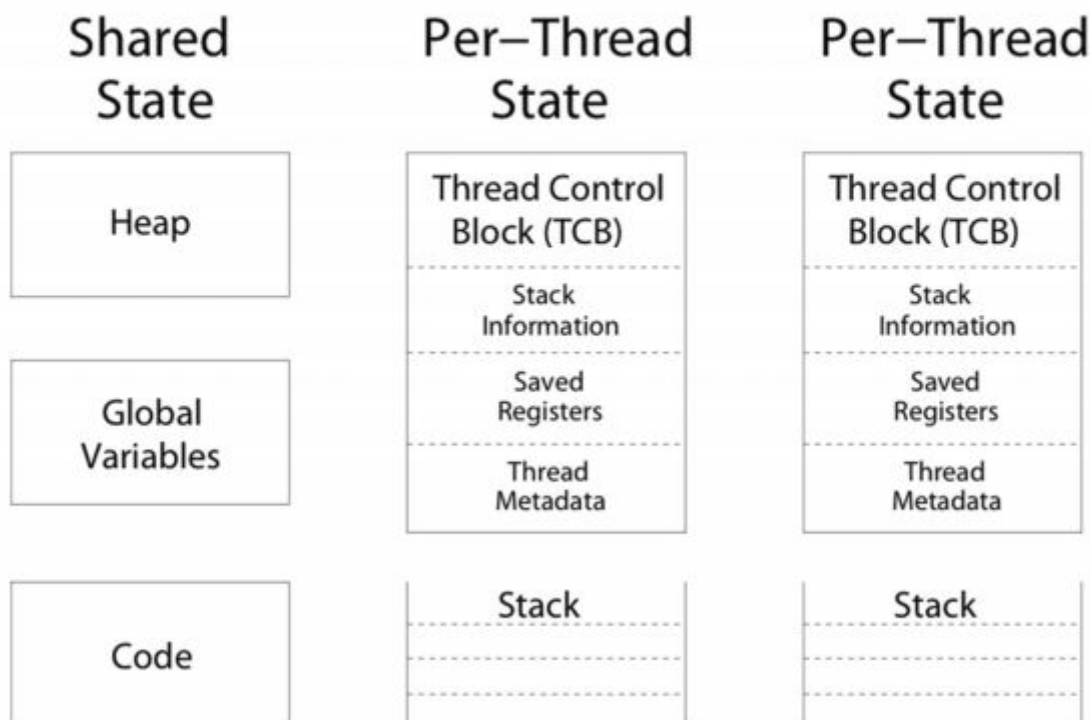 Shared
State
Heap
Global
Variables
Code
Per–Thread
State
Thread Control
Block (TCB)
Stack
Information
Saved
Registers
Thread
Metadata
Stack
Per–Thread
State
Thread Control
Block (TCB)
Stack
Information
Saved
Registers
Thread
Metadata
Stack